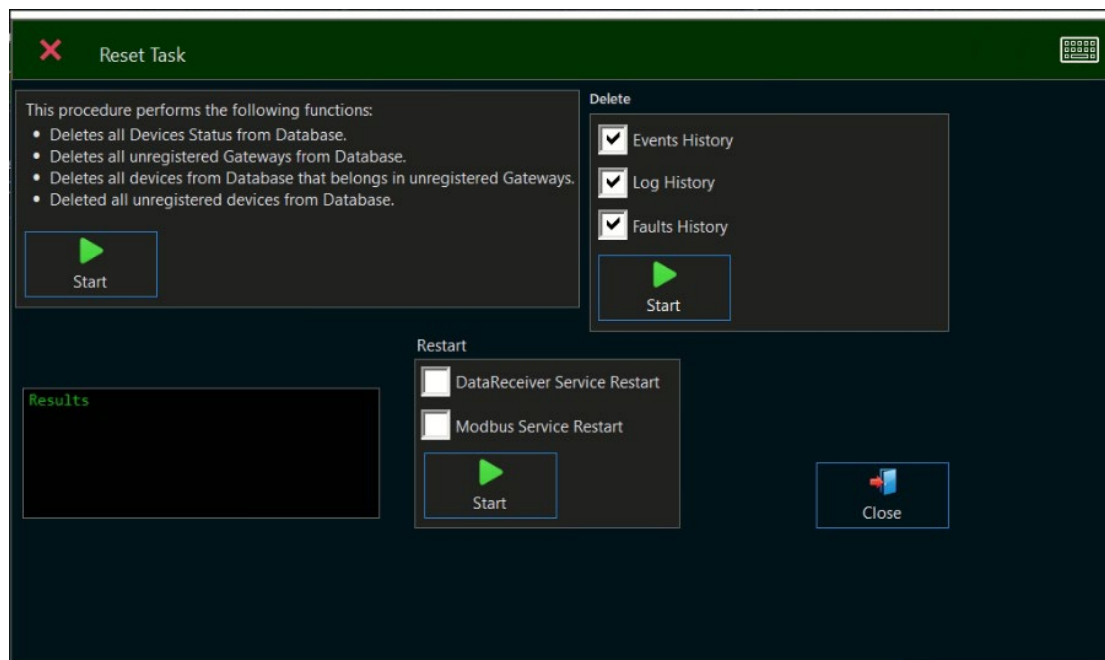 Reset Task
This procedure performs the following functions:
• Deletes all Devices Status from Database.
• Deletes all unregistered Gateways from Database.
• Deletes all devices from Database that belongs in unregistered Gateways.
• Deleted all unregistered devices from Database.
Start
Delete
Events History
Log History
Faults History
Start
Results
Restart
DataReceiver Service Restart
Modbus Service Restart
Start
Close